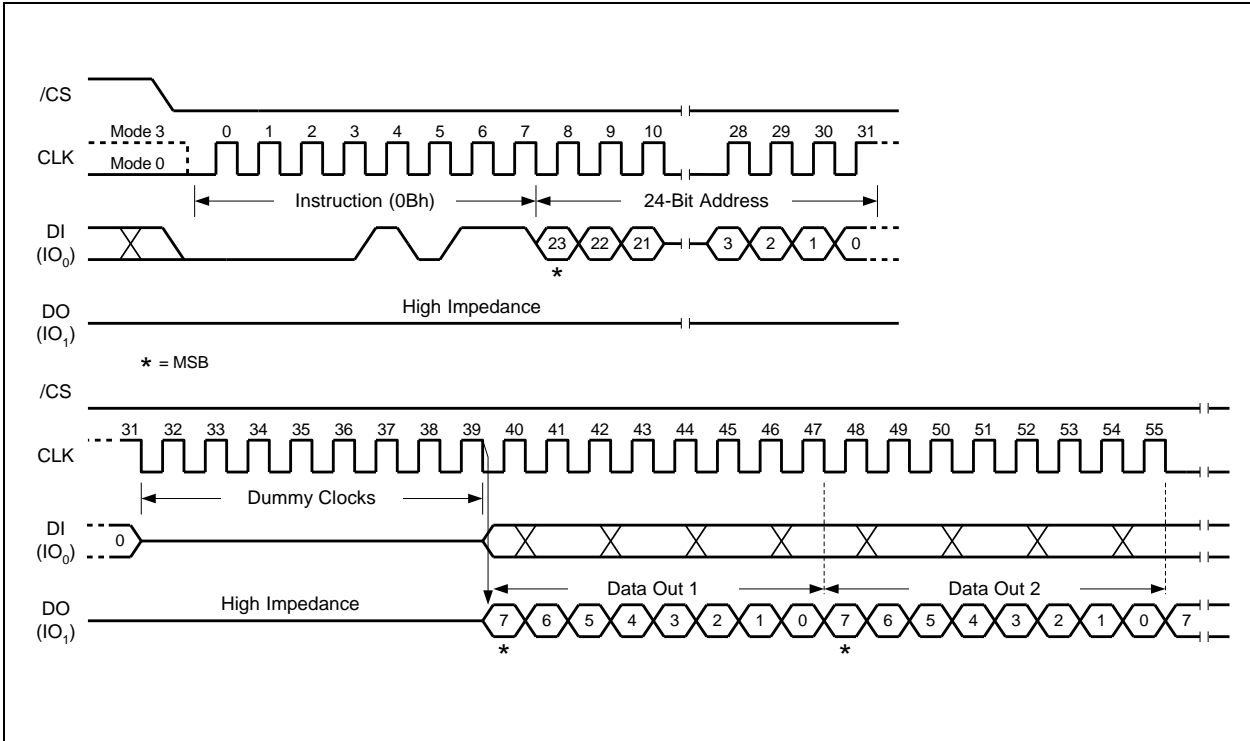 /CS
Mode 3 0 1 2 3 4 5 6 7 8 9 10 28 29 30 31
CLK
Mode 0
Instruction (0Bh) 24-Bit Address
DI
(IO0) 23 22 21 3 2 1 0
*
High Impedance
DO
(IO1)
* = MSB
/CS
31 32 33 34 35 36 37 38 39 40 41 42 43 44 45 46 47 48 49 50 51 52 53 54 55
CLK
Dummy Clocks
DI
(IO0) 0
Data Out 1 Data Out 2
High Impedance
DO
(IO1) 7 6 5 4 3 2 1 0 7 6 5 4 3 2 1 0 7
* *